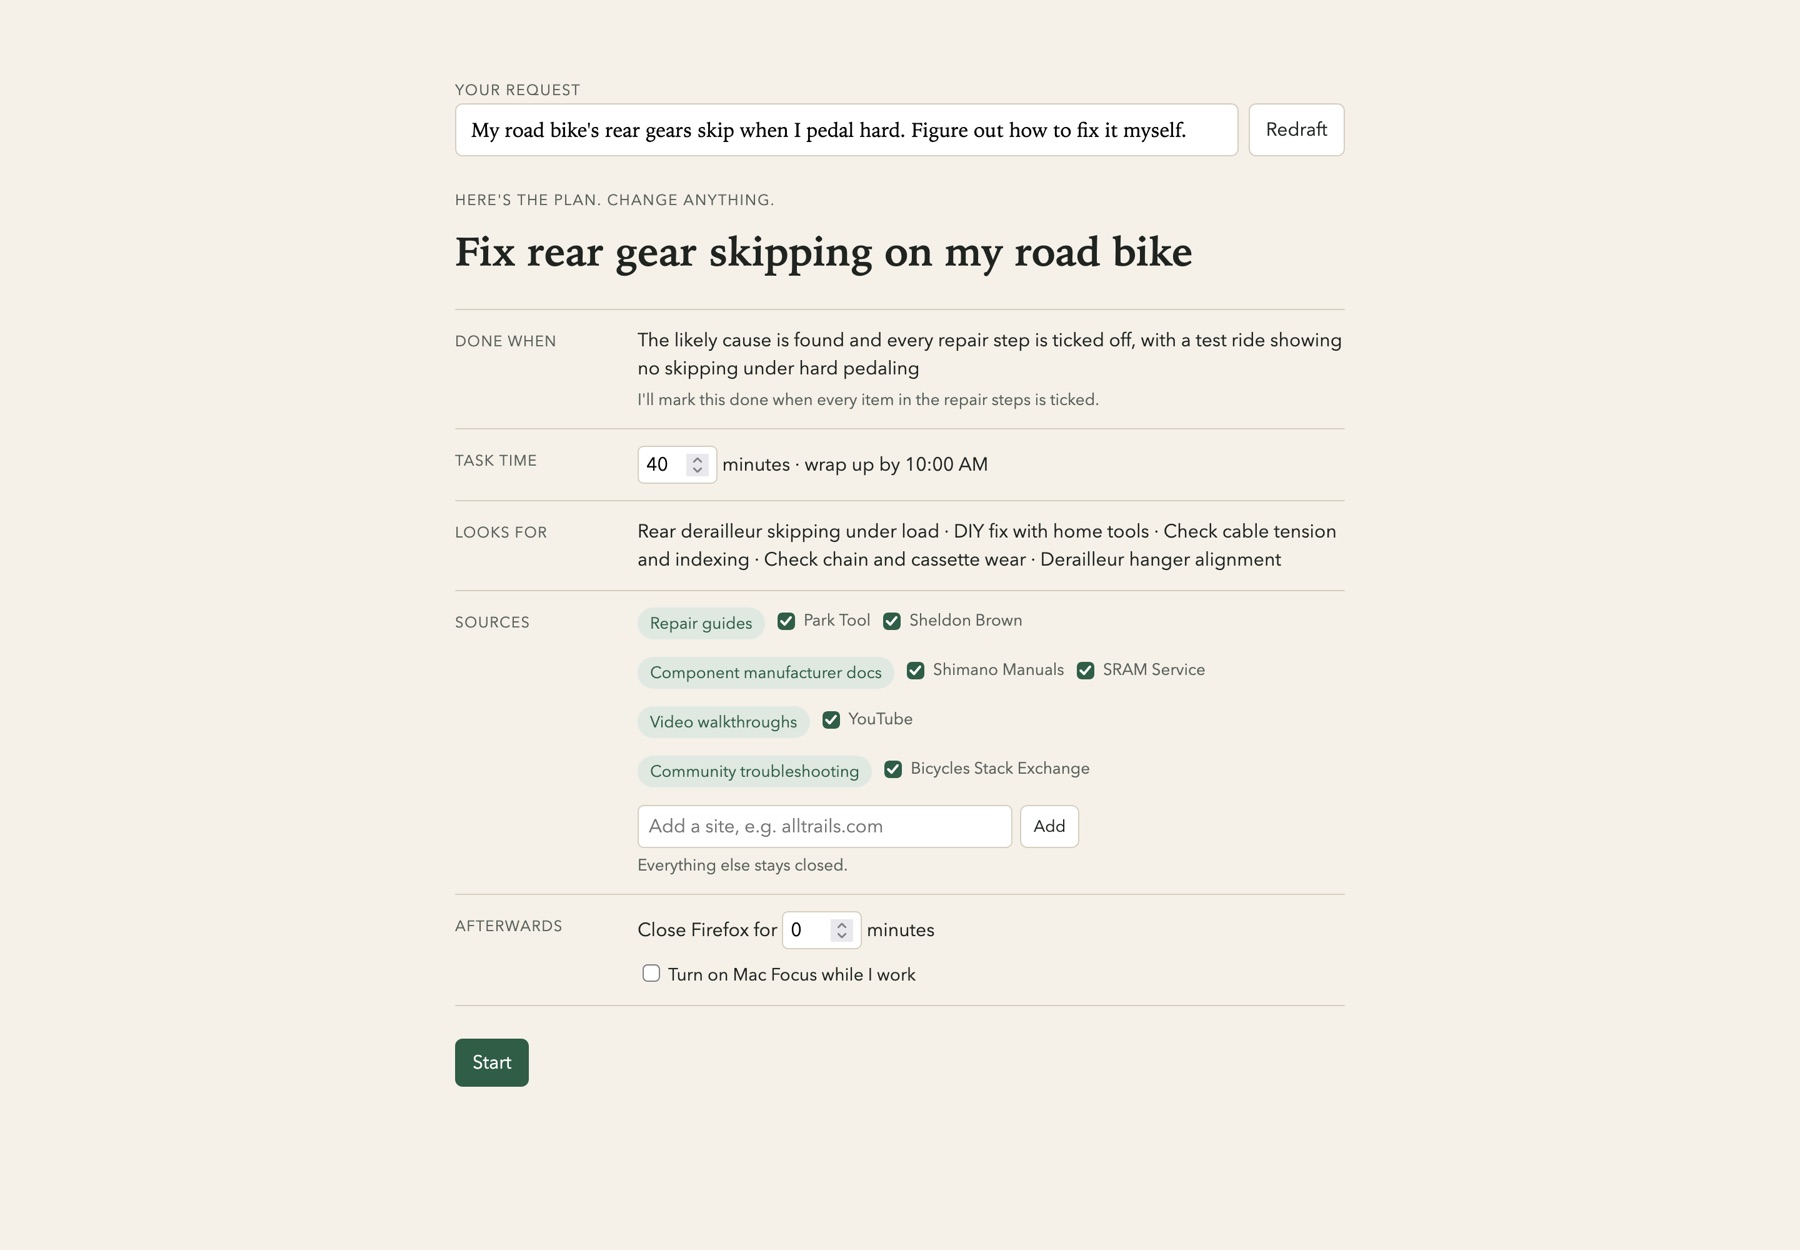 YOUR REQUEST
My road bike's rear gears skip when I pedal hard. Figure out how to fix it myself.
Redraft
HERE'S THE PLAN. CHANGE ANYTHING.
Fix rear gear skipping on my road bike
DONE WHEN
The likely cause is found and every repair step is ticked off, with a test ride showing
no skipping under hard pedaling
I'll mark this done when every item in the repair steps is ticked.
TASK TIME
40 minutes · wrap up by 10:00 AM
LOOKS FOR
Rear derailleur skipping under load · DIY fix with home tools · Check cable tension
and indexing · Check chain and cassette wear · Derailleur hanger alignment
SOURCES
Repair guides Park Tool Sheldon Brown
Component manufacturer docs Shimano Manuals SRAM Service
Video walkthroughs YouTube
Community troubleshooting Bicycles Stack Exchange
Add a site, e.g. alltrails.com
Add
Everything else stays closed.
AFTERWARDS
Close Firefox for 0 minutes
Turn on Mac Focus while I work
Start